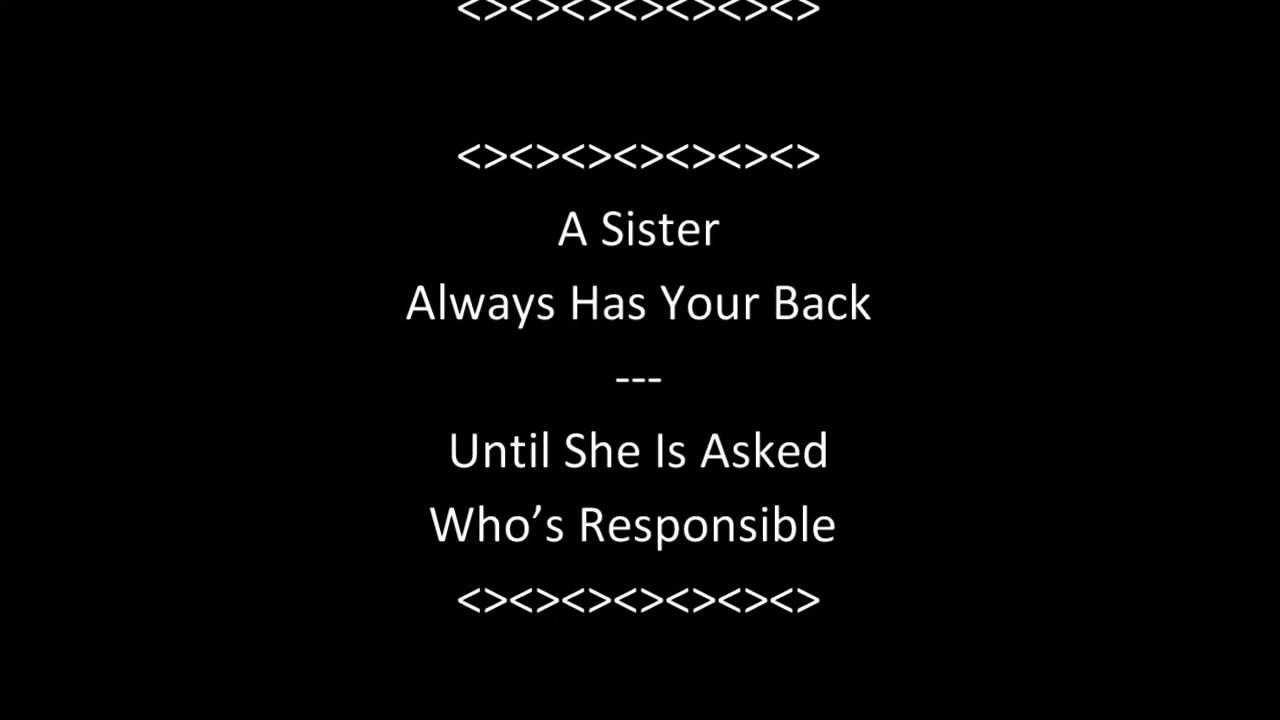 <><><><><><><>
<><><><><><><>
A Sister
Always Has Your Back
---
Until She Is Asked
Who’s Responsible
<><><><><><><>